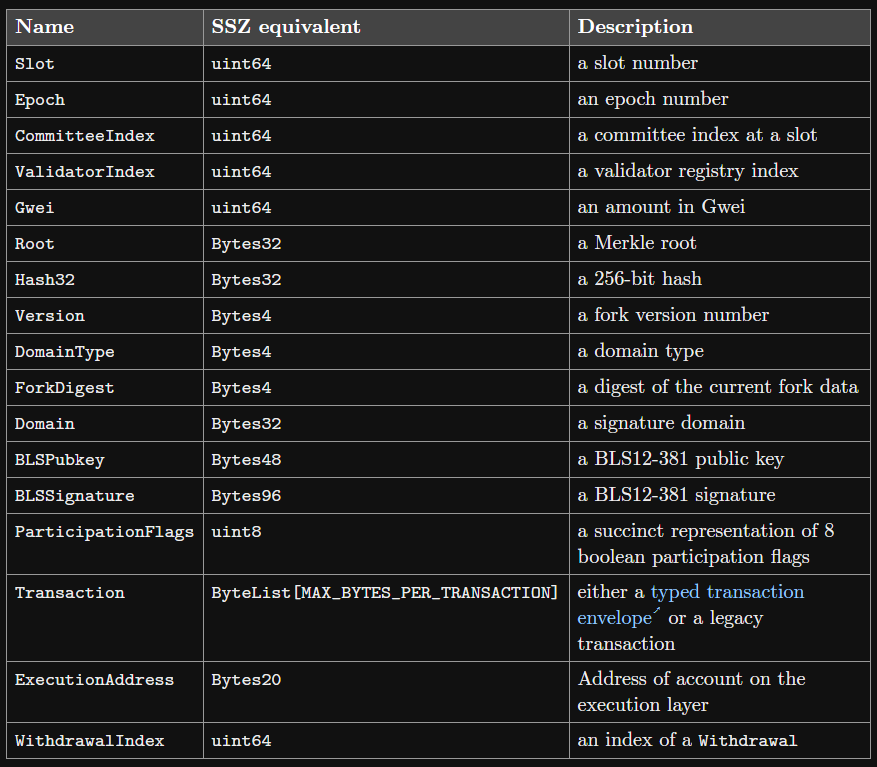 Name SSZ equivalent Description
Slot uint64 a slot number
Epoch uint64 an epoch number
CommitteeIndex uint64 a committee index at a slot
ValidatorIndex uint64 a validator registry index
Gwei uint64 an amount in Gwei
Root Bytes32 a Merkle root
Hash32 Bytes32 a 256-bit hash
Version Bytes4 a fork version number
DomainType Bytes4 a domain type
ForkDigest Bytes4 a digest of the current fork data
Domain Bytes32 a signature domain
BLSPubkey Bytes48 a BLS12-381 public key
BLSSignature Bytes96 a BLS12-381 signature
ParticipationFlags uint8 a succinct representation of 8
boolean participation flags
Transaction ByteList[MAX_BYTES_PER_TRANSACTION] either a typed transaction
envelope↗ or a legacy
transaction
ExecutionAddress Bytes20 Address of account on the
execution layer
WithdrawalIndex uint64 an index of a Withdrawal